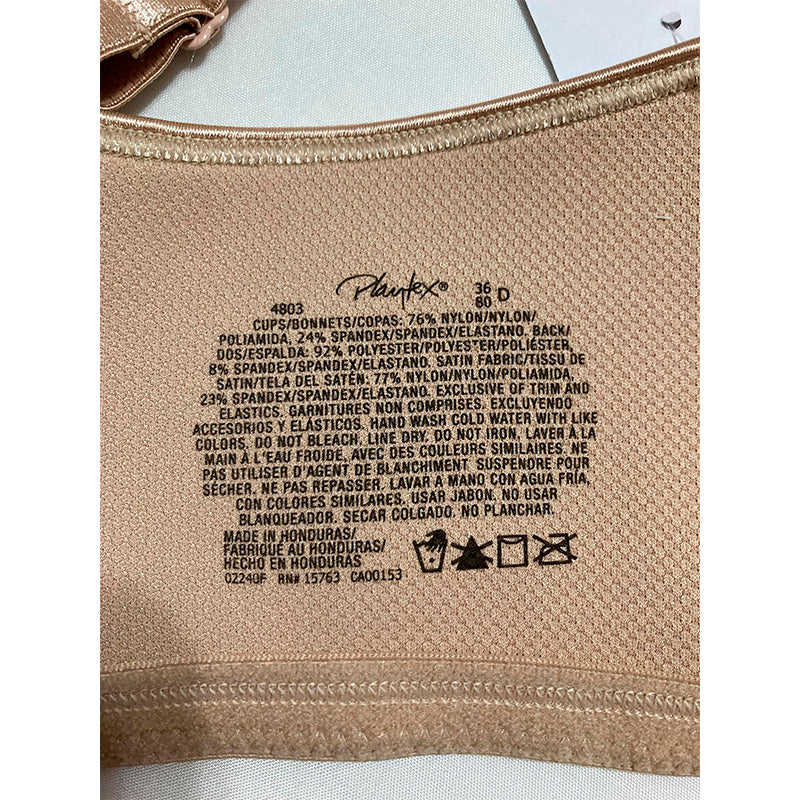 Playtex® 36 80 D
4803
CUPS/BONNETS/COPAS: 76% NYLON/NYLON/
POLIAMIDA, 24% SPANDEX/SPANDEX/ELASTANO. BACK/
DOS/ESPALDA: 92% POLYESTER/POLYESTER/POLIÉSTER,
8% SPANDEX/SPANDEX/ELASTANO. SATIN FABRIC/TISSU DE
SATIN/TELA DEL SATÉN: 77% NYLON/NYLON/POLIAMIDA,
23% SPANDEX/SPANDEX/ELASTANO. EXCLUSIVE OF TRIM AND
ELASTICS. GARNITURES NON COMPRISES. EXCLUYENDO
ACCESORIOS Y ELÁSTICOS. HAND WASH COLD WATER WITH LIKE
COLORS. DO NOT BLEACH. LINE DRY. DO NOT IRON. LAVER À LA
MAIN À L'EAU FROIDE, AVEC DES COULEURS SIMILAIRES. NE
PAS UTILISER D'AGENT DE BLANCHIMENT. SUSPENDRE POUR
SÉCHER. NE PAS REPASSER. LAVAR A MANO CON AGUA FRÍA,
CON COLORES SIMILARES. USAR JABON. NO USAR
BLANQUEADOR. SECAR COLGADO. NO PLANCHAR.
MADE IN HONDURAS/
FABRIQUÉ AU HONDURAS/
HECHO EN HONDURAS
02240F RN# 15763 CA00153